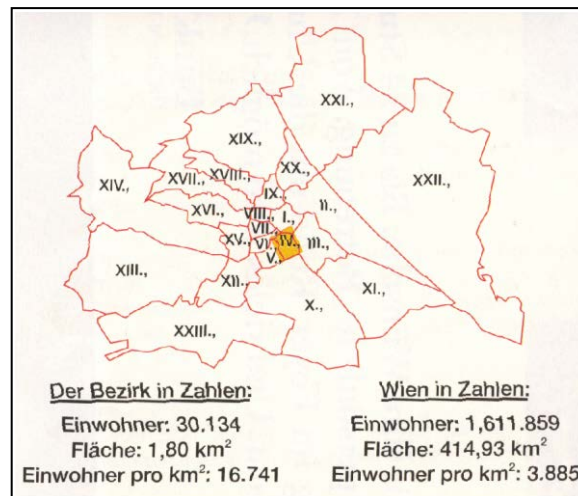 XXI.,
XIX.,
XX.,
XXII.,
XVIII.,
XVII.,
XIV.,
IX.,
II.,
XVI.,
VIII.,
I.,
VII.,
XV.,
VI.,
IV.,
III.,
V.,
XIII.,
XII.,
XI.,
X.,
XXIII.,
Der Bezirk in Zahlen:
Einwohner: 30.134
Fläche: 1,80 km²
Einwohner pro km²: 16.741
Wien in Zahlen:
Einwohner: 1,611.859
Fläche: 414,93 km²
Einwohner pro km²: 3.885